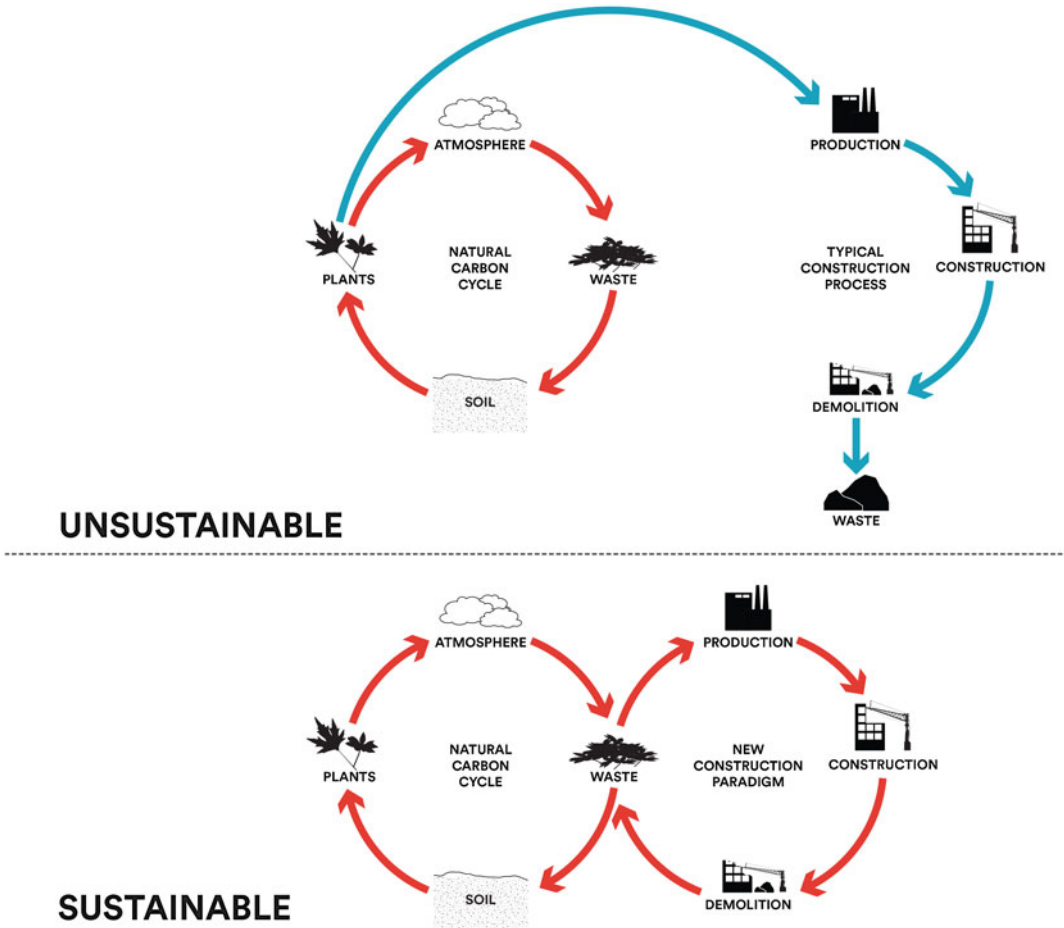 PRODUCTION
ATMOSPHERE
NATURAL
CARBON
CYCLE
TYPICAL
CONSTRUCTION
PROCESS
PLANTS
WASTE
CONSTRUCTION
SOIL
DEMOLITION
WASTE
UNSUSTAINABLE
ATMOSPHERE
PRODUCTION
PLANTS
NATURAL
CARBON
CYCLE
WASTE
NEW
CONSTRUCTION
PARADIGM
CONSTRUCTION
SOIL
DEMOLITION
SUSTAINABLE